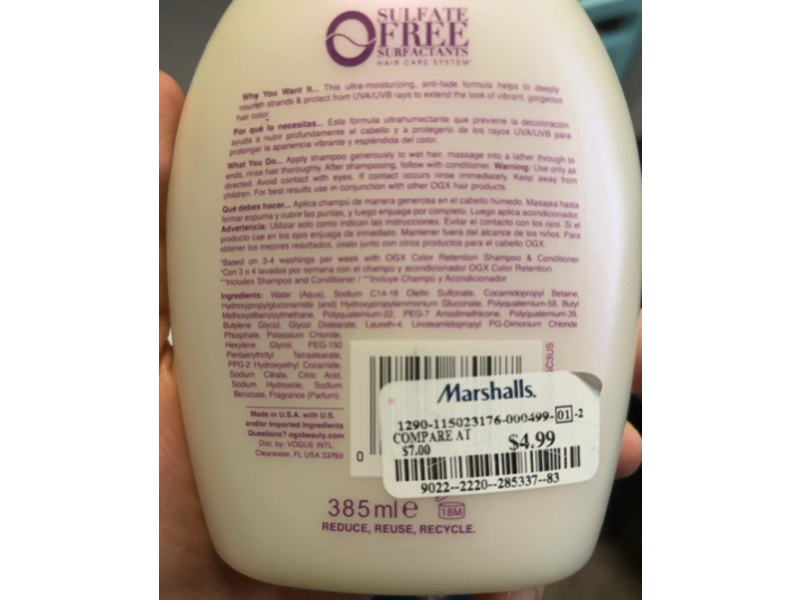 SULFATE
FREE
SURFACTANTS
HAIR CARE SYSTEM
Why You Want It... This ultra-moisturizing, anti-fade formula helps to deeply
nourish strands & protect from UVA/UVB rays to extend the look of vibrant, gorgeous
hair color.
Por qué lo necesitas... Esta fórmula ultrahumectante que previene la decoloración
ayuda a nutrir profundamente el cabello y a protegerlo de los rayos UVA/UVB para
prolongar la apariencia vibrante y espléndida del color.
What You Do... Apply shampoo generously to wet hair, massage into a lather through to
ends, rinse hair thoroughly. After shampooing, follow with conditioner. Warning: Use only as
directed. Avoid contact with eyes. If contact occurs rinse immediately. Keep away from
children. For best results use in conjunction with other OGX hair products.
Qué debes hacer... Aplica champú de manera generosa en el cabello húmedo. Masajea hasta
formar espuma y cubrir las puntas, y luego enjuaga por completo. Luego aplica acondicionador.
Advertencia: Utilizar solo como indican las instrucciones. Evitar el contacto con los ojos. Si el
producto cae en los ojos enjuaga de inmediato. Mantener fuera del alcance de los niños. Para
obtener los mejores resultados, úsalo junto con otros productos para el cabello OGX.
*Based on 3-4 washings per week with OGX Color Retention Shampoo & Conditioner.
*Con 3 o 4 lavados por semana con el champú y acondicionador OGX Color Retention.
**Includes Shampoo and Conditioner / **Incluye Champú y Acondicionador
Ingredients: Water (Aqua), Sodium C14-16 Olefin Sulfonate, Cocamidopropyl Betaine,
Hydroxypropylgluconamide (and) Hydroxypropylammonium Gluconate, Polyquaternium-59, Butyl
Methoxydibenzoylmethane, Polyquaternium-22, PEG-7 Amodimethicone, Polyquaternium-39,
Butylene Glycol, Glycol Distearate, Laureth-4, Linoleamidopropyl PG-Dimonium Chloride
Phosphate, Potassium Chloride,
Hexylene Glycol, PEG-150
Pentaerythrityl Tetrastearate,
PPG-2 Hydroxyethyl Cocamide,
Sodium Citrate, Citric Acid,
Sodium Hydroxide, Sodium
Benzoate, Fragrance (Parfum).
Made in U.S.A. with U.S.
and/or Imported Ingredients
Questions? ogxbeauty.com
Dist. by: VOGUE INTL.
Clearwater, FL USA 33759
0
Marshalls.
1290-115023176-000499-01-2
COMPARE AT
$7.00
$4.99
9022--2220--285337--83
385ml e
18M
REDUCE, REUSE, RECYCLE.